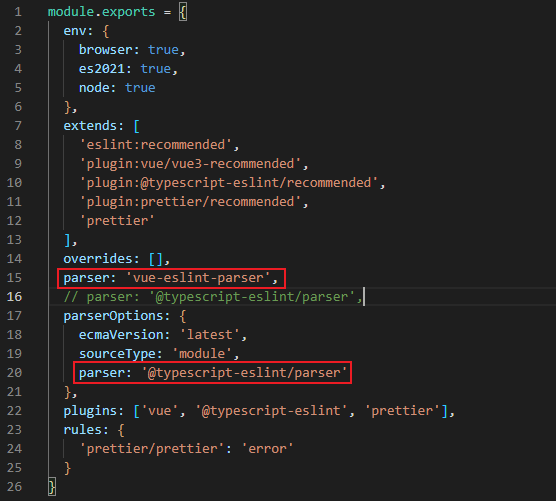 1 module.exports = {
2 env: {
3 browser: true,
4 es2021: true,
5 node: true
6 },
7 extends: [
8 'eslint:recommended',
9 'plugin:vue/vue3-recommended',
10 'plugin:@typescript-eslint/recommended',
11 'plugin:prettier/recommended',
12 'prettier'
13 ],
14 overrides: [],
15 parser: 'vue-eslint-parser',
16 // parser: '@typescript-eslint/parser',
17 parserOptions: {
18 ecmaVersion: 'latest',
19 sourceType: 'module',
20 parser: '@typescript-eslint/parser'
21 },
22 plugins: ['vue', '@typescript-eslint', 'prettier'],
23 rules: {
24 'prettier/prettier': 'error'
25 }
26 }